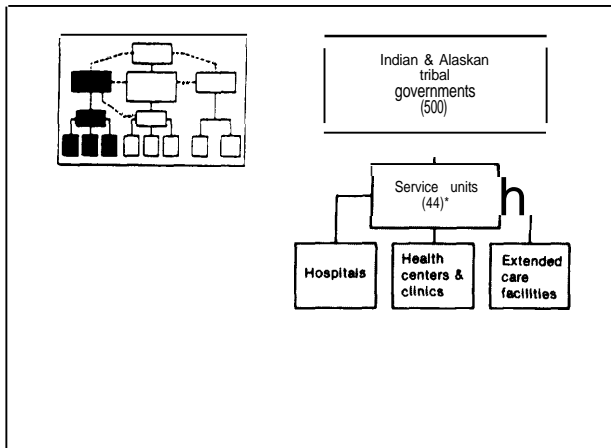 Indian & Alaskan
tribal
governments
(500)
Service units
(44)*
h
Hospitals
Health
centers &
clinics
Extended
care
facilities